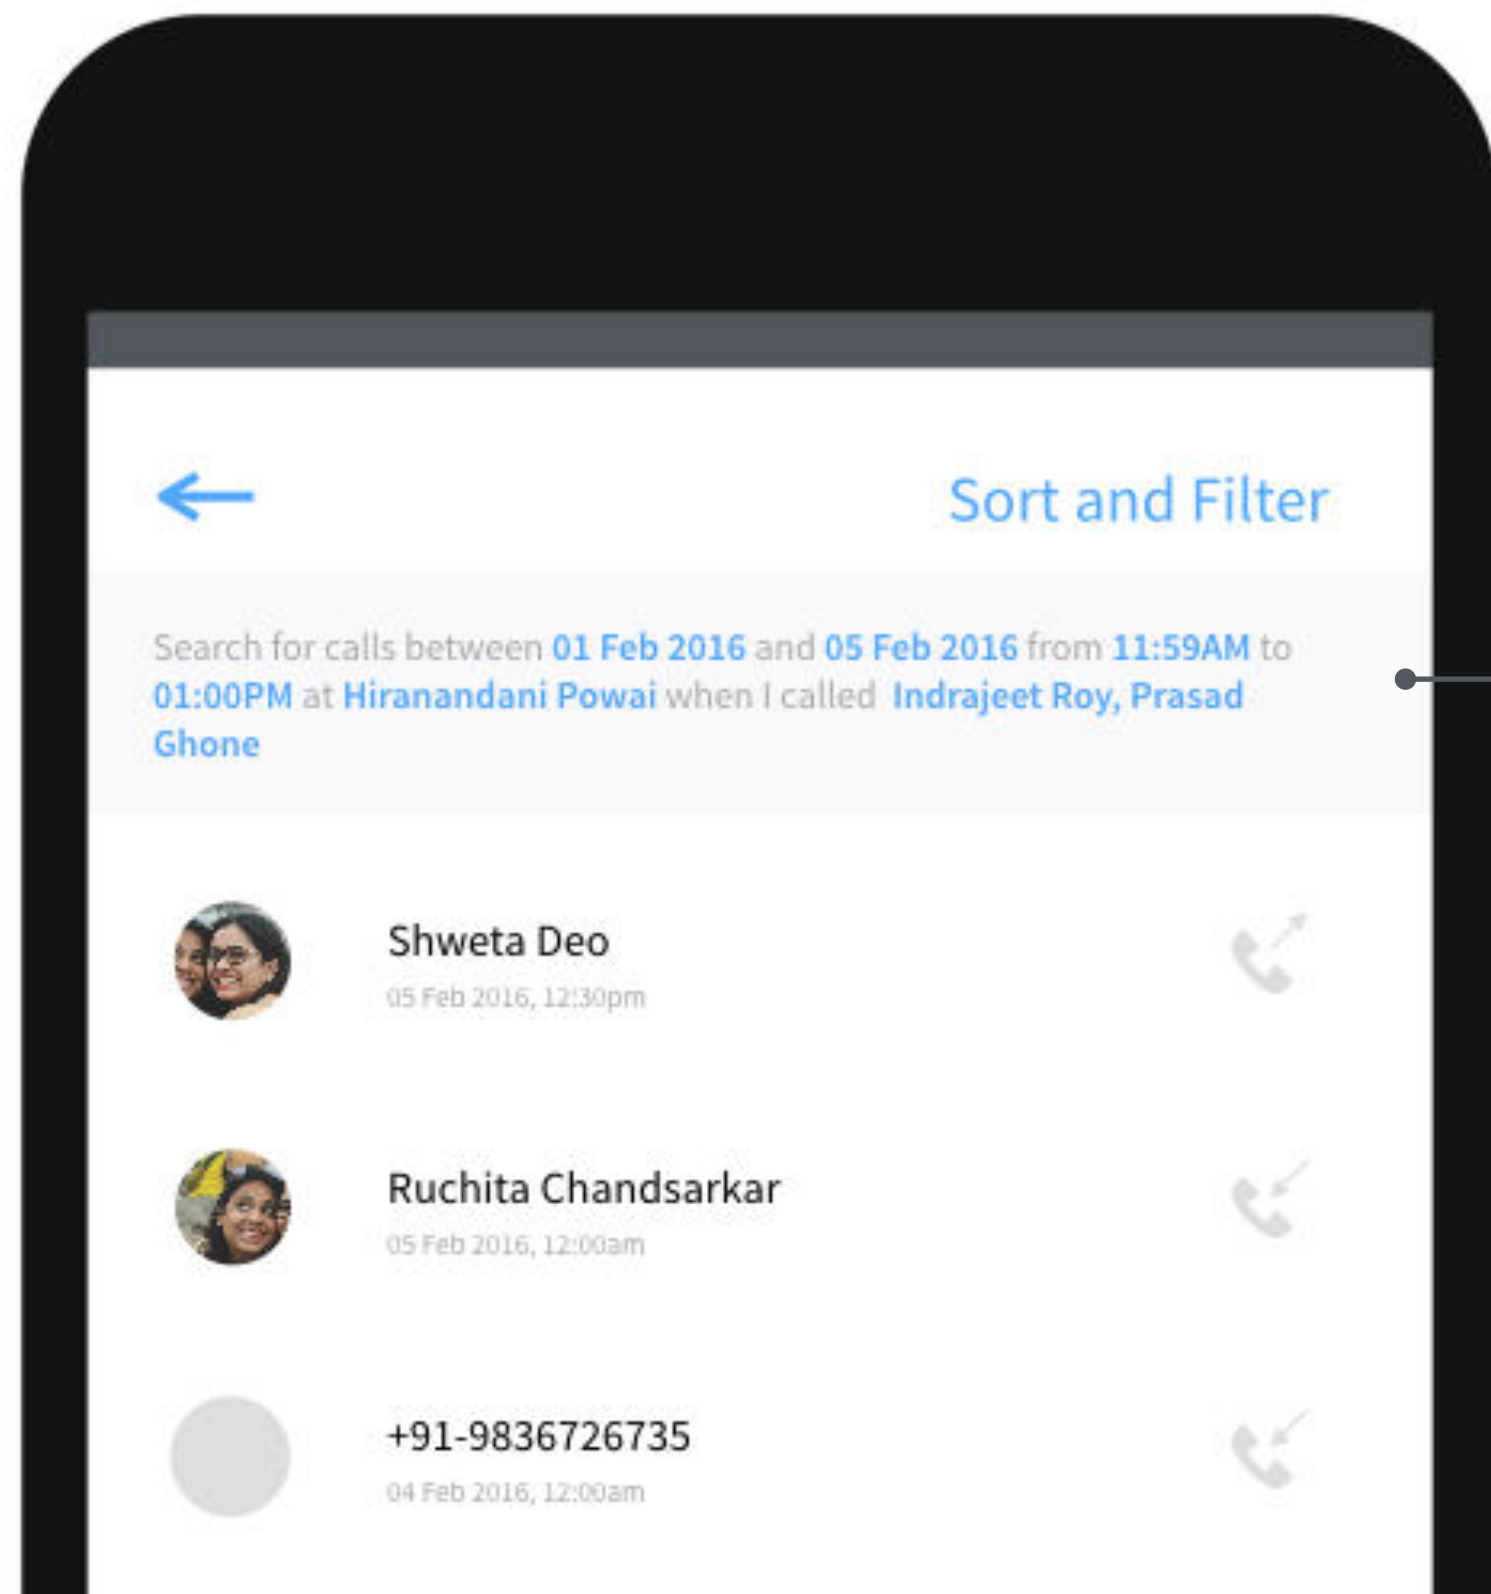 Sort and Filter
Search for calls between 01 Feb 2016 and 05 Feb 2016 from 11:59AM to
01:00PM at Hiranandani Powai when I called Indrajeet Roy, Prasad
Ghone
Shweta Deo
05 Feb 2016, 12:30pm
Ruchita Chandsarkar
05 Feb 2016, 12:00am
+91-9836726735
04 Feb 2016, 12:00am